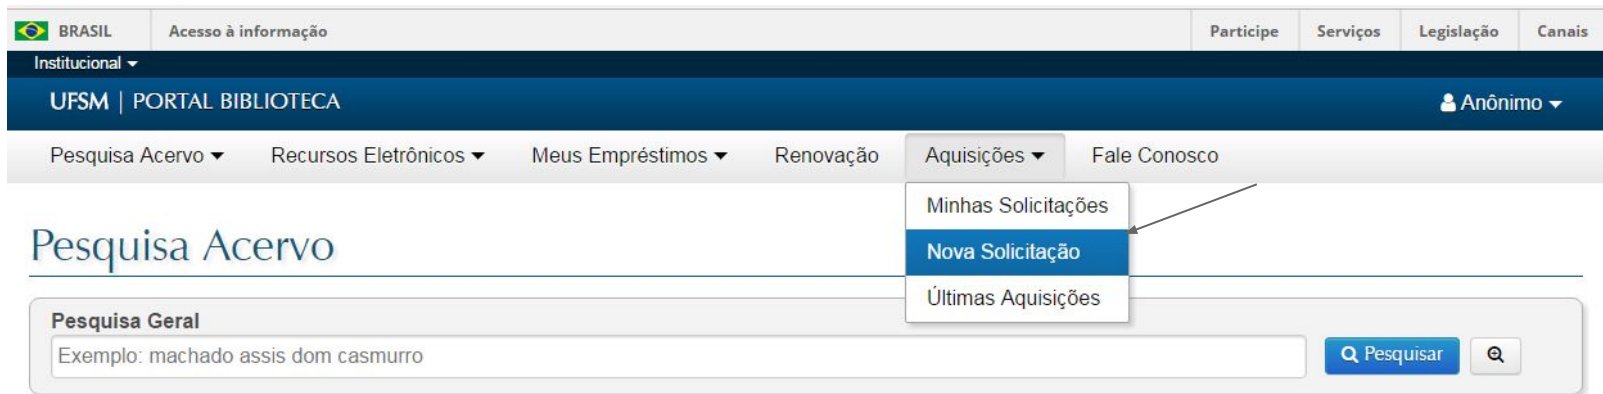 BRASIL Acesso à informação Participe Serviços Legislação Canais
Institucional
UFSM | PORTAL BIBLIOTECA Anônimo
Pesquisa Acervo Recursos Eletrônicos Meus Empréstimos Renovação Aquisições Fale Conosco
Minhas Solicitações
Nova Solicitação
Últimas Aquisições
Pesquisa Acervo
Pesquisa Geral
Exemplo: machado assis dom casmurro Pesquisar